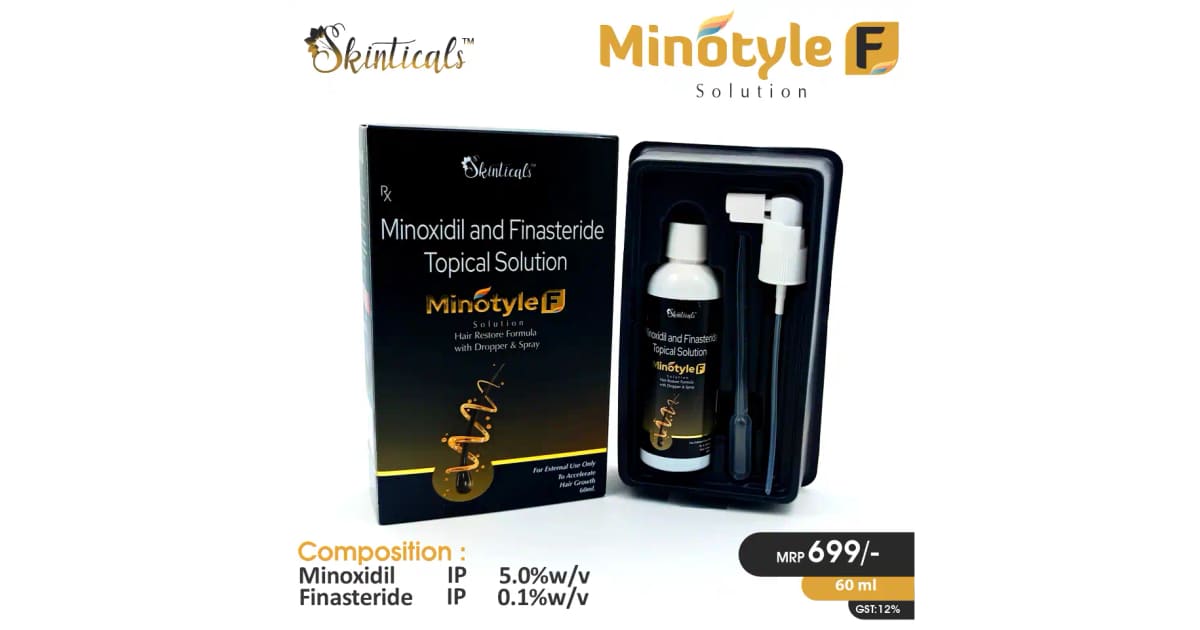 Skinticals™
Minotyle F
Solution
Skinticals™
Rx
Minoxidil and Finasteride
Topical Solution
Minotyle F
Solution
Hair Restore Formula
with Dropper & Spray
For External Use Only
To Accelerate
Hair Growth
60ml.
Skinticals
Minoxidil and Finasteride
Topical Solution
Minotyle F
Solution
Hair Restore Formula
with Dropper & Spray
Composition :
Minoxidil IP 5.0%w/v
Finasteride IP 0.1%w/v
MRP 699/-
60 ml
GST:12%